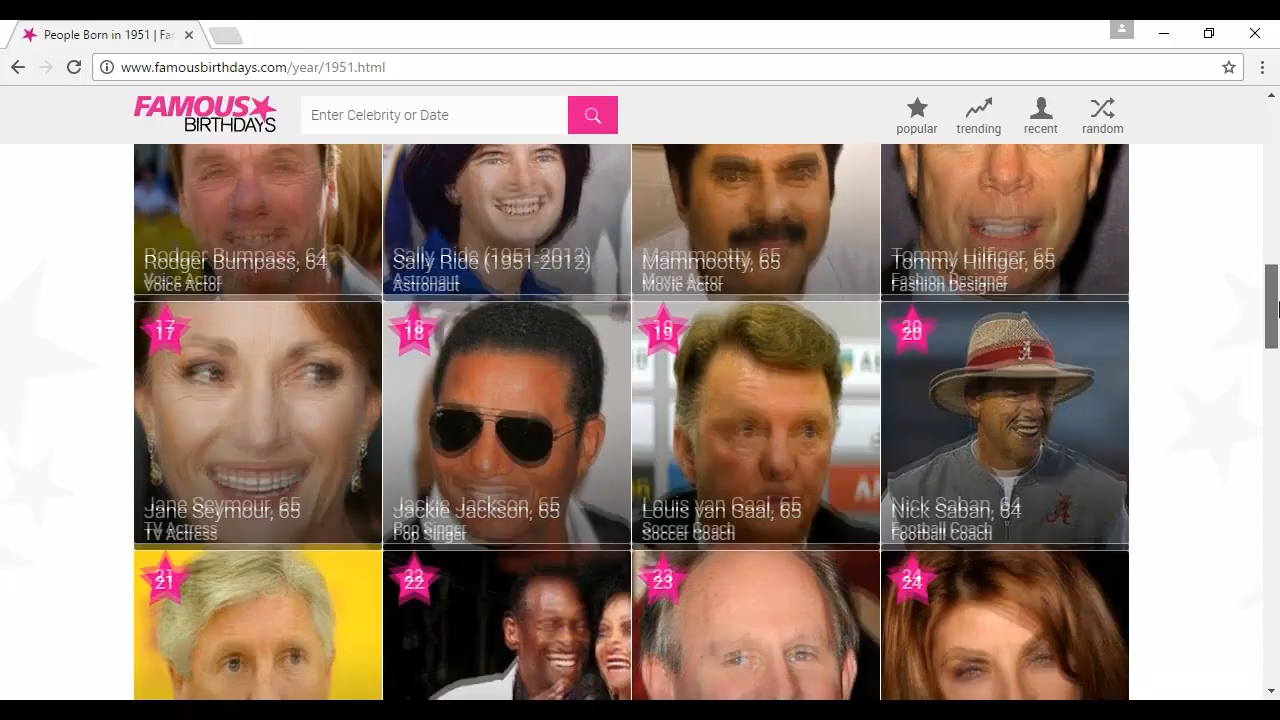 People Born in 1951 | Fam
www.famousbirthdays.com/year/1951.html
FAMOUS
BIRTHDAYS
Enter Celebrity or Date
popular
trending
recent
random
Rodger Bumpass, 64
Voice Actor
Sally Ride (1951-2012)
Astronaut
Mammootty, 65
Movie Actor
Tommy Hilfiger, 65
Fashion Designer
17
Jane Seymour, 65
TV Actress
18
Jackie Jackson, 65
Pop Singer
19
Louis van Gaal, 65
Soccer Coach
20
Nick Saban, 64
Football Coach
21
22
23
24